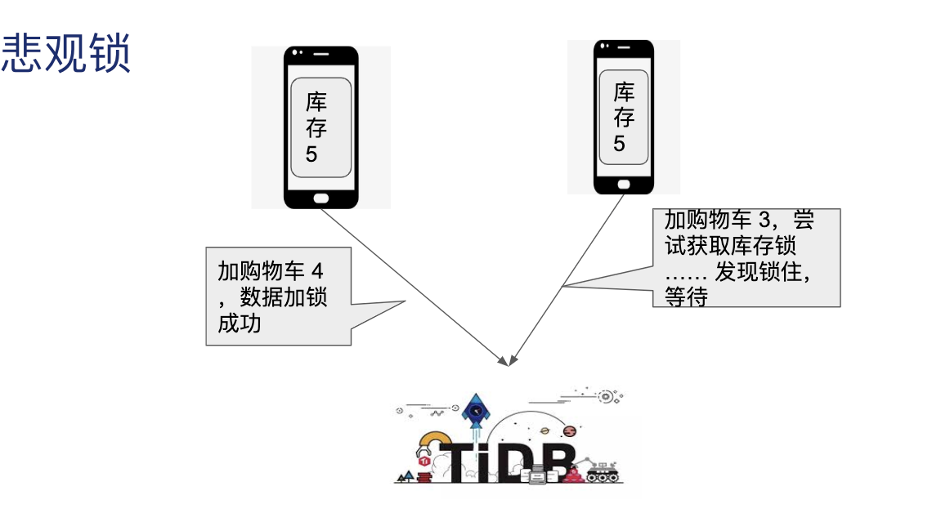 悲观锁
库
存
5
库
存
5
加购物车 3，尝
试获取库存锁
…… 发现锁住，
等待
加购物车 4
，数据加锁
成功
TiDB